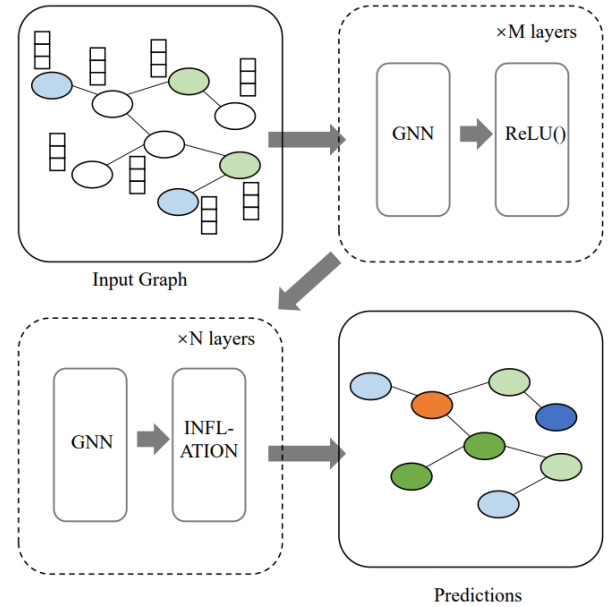 ×M layers
GNN
ReLU()
Input Graph
×N layers
GNN
INFL-
ATION
Predictions